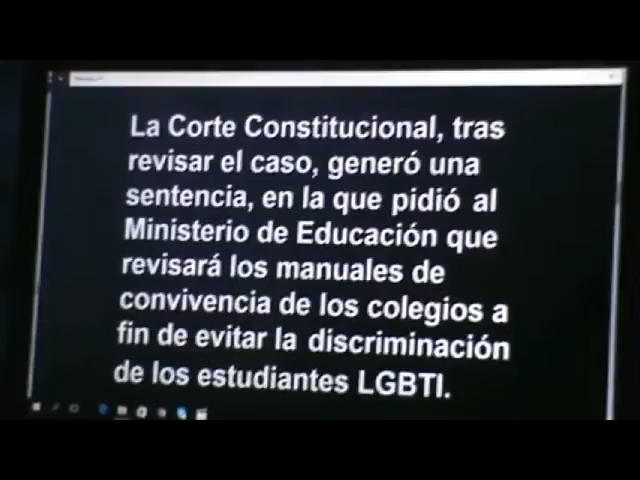 La Corte Constitucional, tras
revisar el caso, generó una
sentencia, en la que pidió al
Ministerio de Educación que
revisará los manuales de
convivencia de los colegios a
fin de evitar la discriminación
de los estudiantes LGBTI.